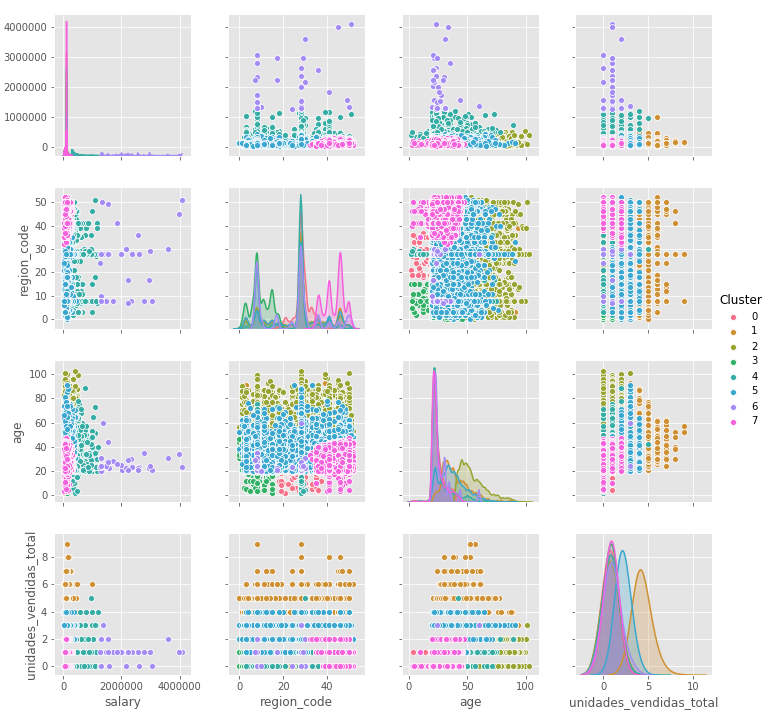 4000000
3000000
2000000
1000000
0
50
40
30
20
10
0
region_code
100
80
60
40
20
0
age
8
6
4
2
0
unidades_vendidas_total
0 2000000 4000000
salary
0 20 40
region_code
0 50 100
age
0 5 10
unidades_vendidas_total
Cluster
0
1
2
3
4
5
6
7